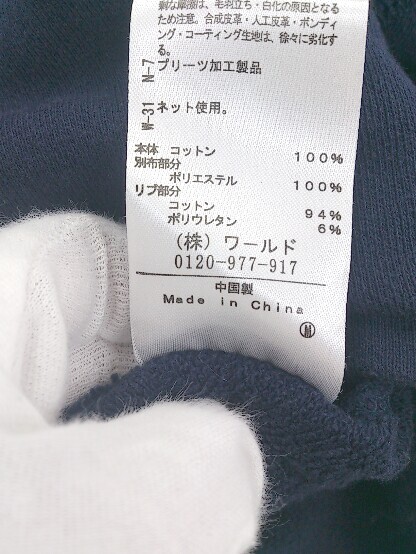 刺な摩擦は、毛羽立ち・白化の原因となる
ため注意。合成皮革・人工皮革・ボンディ
ング・コーティング生地は、徐々に劣化す
る。
N-7 プリーツ加工製品
W-31 ネット使用。
本体 コットン 100%
別布部分
ポリエステル 100%
リブ部分
コットン 94%
ポリウレタン 6%
(株)ワールド
0120-977-917
中国製
Made in China
M